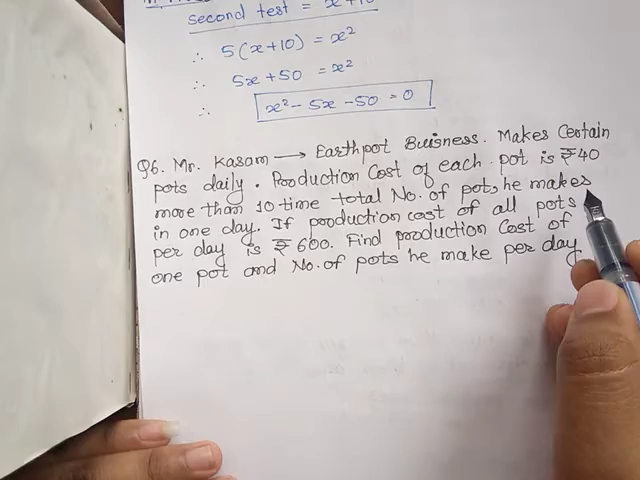 second test = x+10
∴ 5(x+10) = x²
∴ 5x+50 = x²
∴ x² - 5x - 50 = 0
Q6. Mr. Kasam → Earthpot Buisness. Makes Certain
pots daily. Production Cost of each pot is ₹40
more than 10 time total No. of pot, he makes
in one day. If production cost of all pots
per day is ₹600. Find production Cost of
one pot and No. of pots he make per day